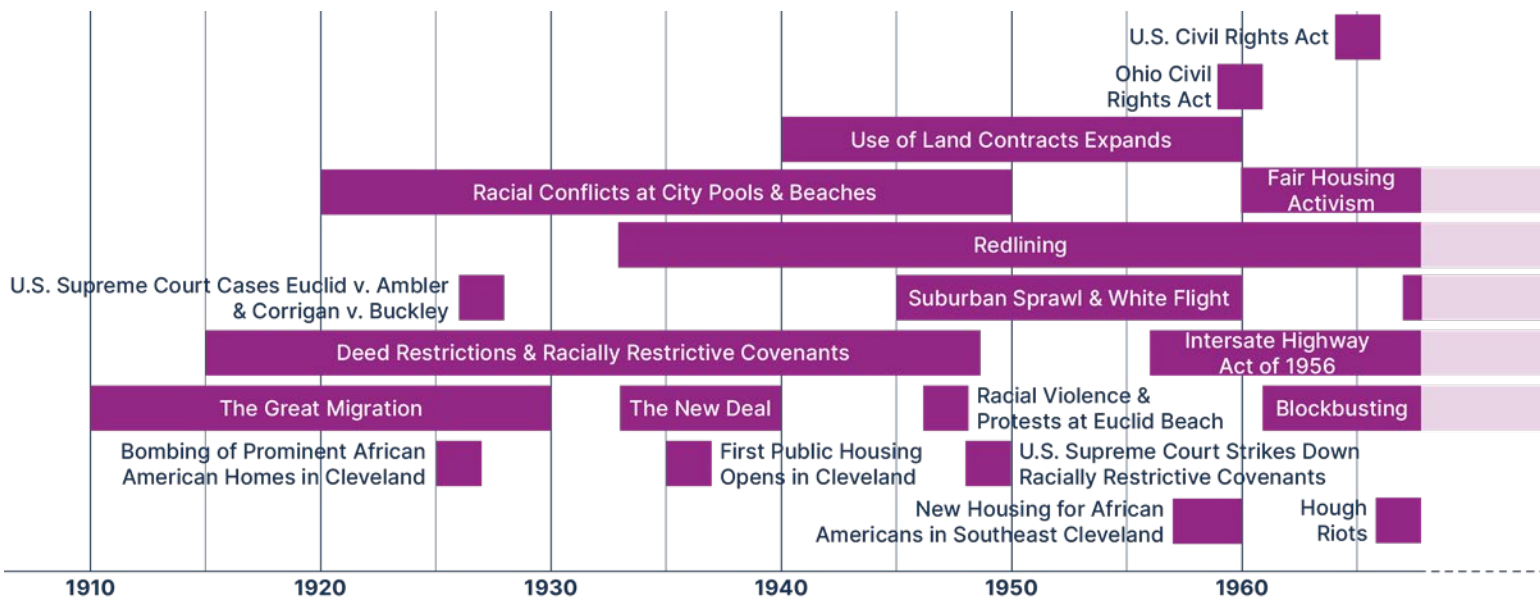 U.S. Civil Rights Act
Ohio Civil
Rights Act
Use of Land Contracts Expands
Racial Conflicts at City Pools & Beaches
Fair Housing
Activism
Redlining
U.S. Supreme Court Cases Euclid v. Ambler
& Corrigan v. Buckley
Suburban Sprawl & White Flight
Deed Restrictions & Racially Restrictive Covenants
Intersate Highway
Act of 1956
The Great Migration
The New Deal
Racial Violence &
Protests at Euclid Beach
Blockbusting
Bombing of Prominent African
American Homes in Cleveland
First Public Housing
Opens in Cleveland
U.S. Supreme Court Strikes Down
Racially Restrictive Covenants
New Housing for African
Americans in Southeast Cleveland
Hough
Riots
1910 1920 1930 1940 1950 1960